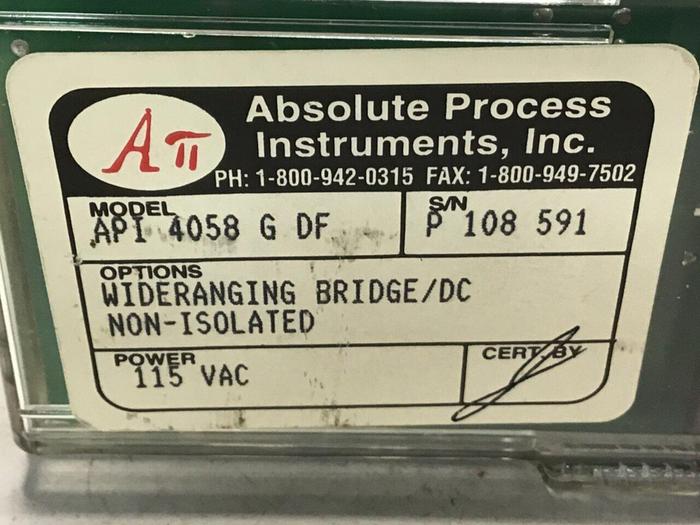 Aπ
Absolute Process
Instruments, Inc.
PH: 1-800-942-0315 FAX: 1-800-949-7502
MODEL
API 4058 G DF
S/N
P 108 591
OPTIONS
WIDERANGING BRIDGE/DC
NON-ISOLATED
POWER
115 VAC
CERT BY